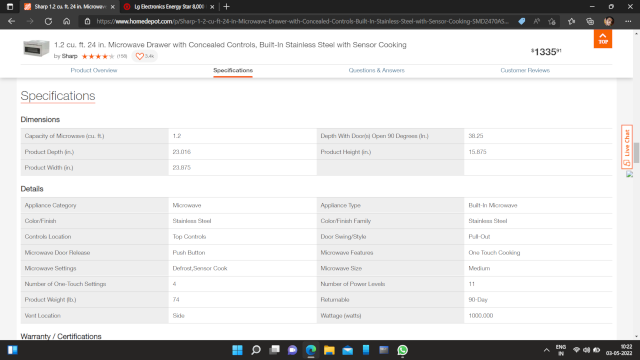 Sharp 1.2 cu. ft. 24 in. Microwav
Lg Electronics Energy Star 8,000
https://www.homedepot.com/p/Sharp-1-2-cu-ft-24-in-Microwave-Drawer-with-Concealed-Controls-Built-In-Stainless-Steel-with-Sensor-Cooking-SMD2470AS...
1.2 cu. ft. 24 in. Microwave Drawer with Concealed Controls, Built-In Stainless Steel with Sensor Cooking
by Sharp (159) 3.4k
$1335 91
TOP
Product Overview Specifications Questions & Answers Customer Reviews
Specifications
Dimensions
Capacity of Microwave (cu. ft.) 1.2 Depth With Door(s) Open 90 Degrees (In.) 38.25
Product Depth (in.) 23.016 Product Height (in.) 15.875
Product Width (in.) 23.875
Live Chat
Details
Appliance Category Microwave Appliance Type Built-In Microwave
Color/Finish Stainless Steel Color/Finish Family Stainless Steel
Controls Location Top Controls Door Swing/Style Pull-Out
Microwave Door Release Push Button Microwave Features One Touch Cooking
Microwave Settings Defrost,Sensor Cook Microwave Size Medium
Number of One-Touch Settings 4 Number of Power Levels 11
Product Weight (lb.) 74 Returnable 90-Day
Vent Location Side Wattage (watts) 1000.000
Warranty / Certifications
ENG
IN
10:22
03-05-2022